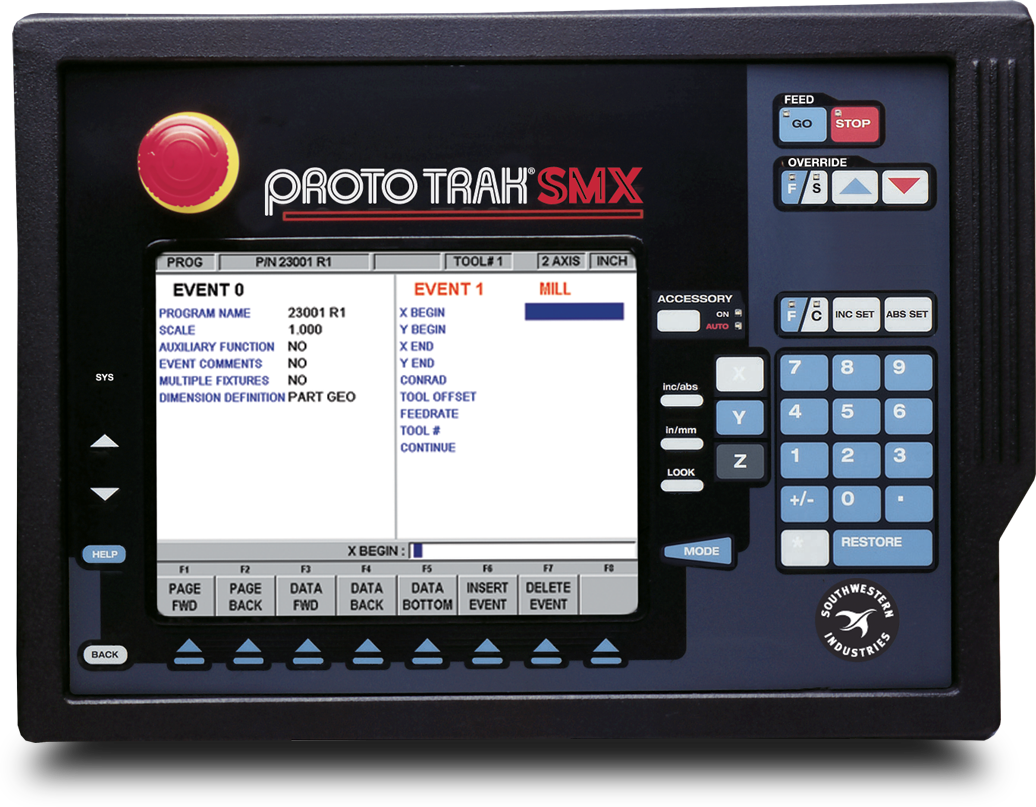 PROTO TRAK® SMX
PROG P/N 23001 R1 TOOL# 1 2 AXIS INCH
EVENT 0
PROGRAM NAME 23001 R1
SCALE 1.000
AUXILIARY FUNCTION NO
EVENT COMMENTS NO
MULTIPLE FIXTURES NO
DIMENSION DEFINITION PART GEO
EVENT 1 MILL
X BEGIN
Y BEGIN
X END
Y END
CONRAD
TOOL OFFSET
FEEDRATE
TOOL #
CONTINUE
X BEGIN :
F1 F2 F3 F4 F5 F6 F7 F8
PAGE FWD
PAGE BACK
DATA FWD
DATA BACK
DATA BOTTOM
INSERT EVENT
DELETE EVENT
SYS
HELP
BACK
FEED
GO STOP
OVERRIDE
F/S
ACCESSORY
ON
AUTO
F/C INC SET ABS SET
inc/abs
in/mm
LOOK
X
Y
Z
MODE
7 8 9
4 5 6
1 2 3
+/- 0 .
* RESTORE
SOUTHWESTERN
INDUSTRIES